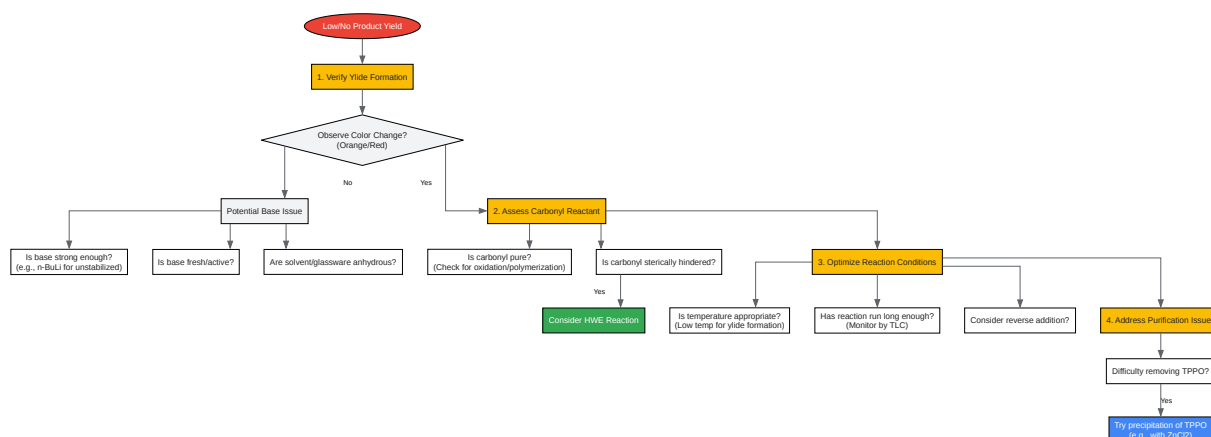 Low/No Product Yield
1. Verify Ylide Formation
Observe Color Change?
(Orange/Red)
No
Yes
Potential Base Issue
2. Assess Carbonyl Reactant
Is base strong enough?
(e.g., n-BuLi for unstabilized)
Is base fresh/active?
Are solvent/glassware anhydrous?
Is carbonyl pure?
(Check for oxidation/polymerization)
Is carbonyl sterically hindered?
3. Optimize Reaction Conditions
Yes
Consider HWE Reaction
Is temperature appropriate?
(Low temp for ylide formation)
Has reaction run long enough?
(Monitor by TLC)
Consider reverse addition?
4. Address Purification Issue
Difficulty removing TPPO?
Yes
Try precipitation of TPPO
(e.g., with ZnCl2)